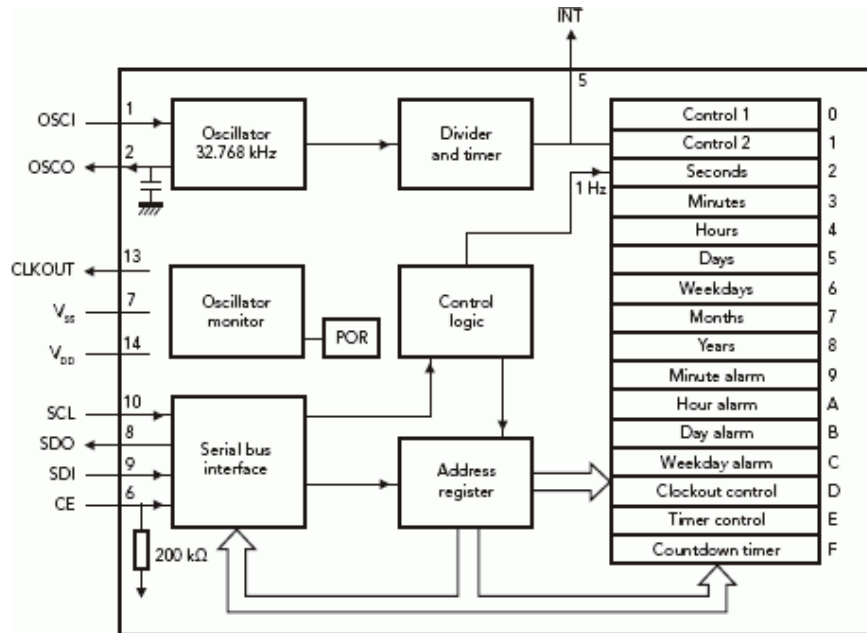 INT
5
OSCI
1
Oscillator
32.768 kHz
Divider
and timer
OSCO
2
1 Hz
CLKOUT
13
VSS
7
VDD
14
Oscillator
monitor
POR
Control
logic
SCL
10
SDO
8
SDI
9
CE
6
Serial bus
interface
Address
register
200 kΩ
Control 1 0
Control 2 1
Seconds 2
Minutes 3
Hours 4
Days 5
Weekdays 6
Months 7
Years 8
Minute alarm 9
Hour alarm A
Day alarm B
Weekday alarm C
Clockout control D
Timer control E
Countdown timer F